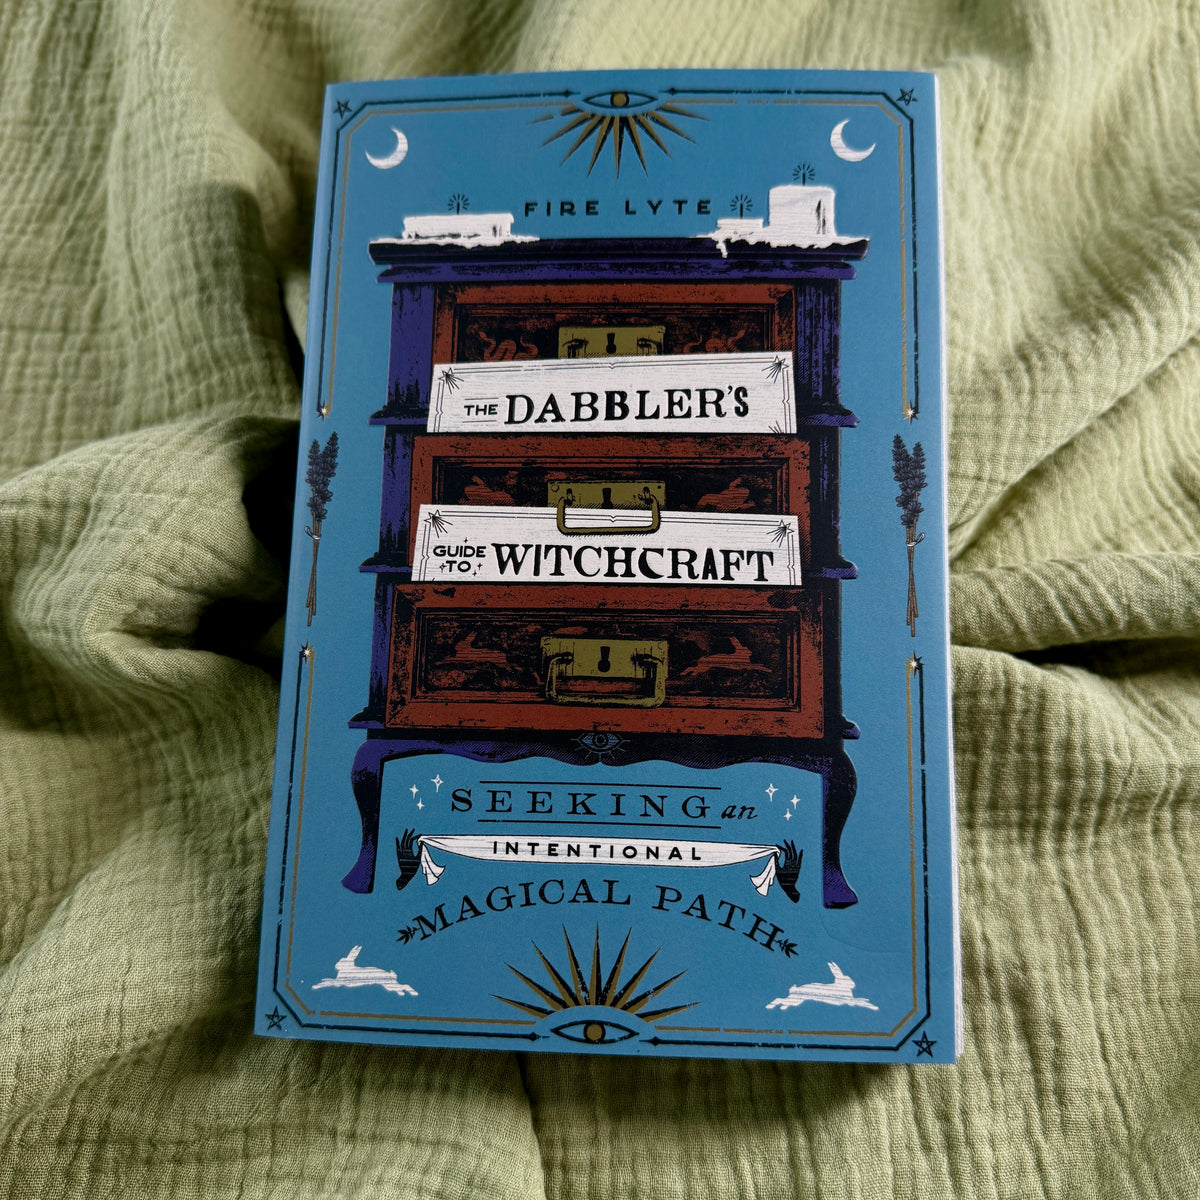 FIRE LYTE
THE DABBLER'S
GUIDE TO WITCHCRAFT
SEEKING an
INTENTIONAL
MAGICAL PATH